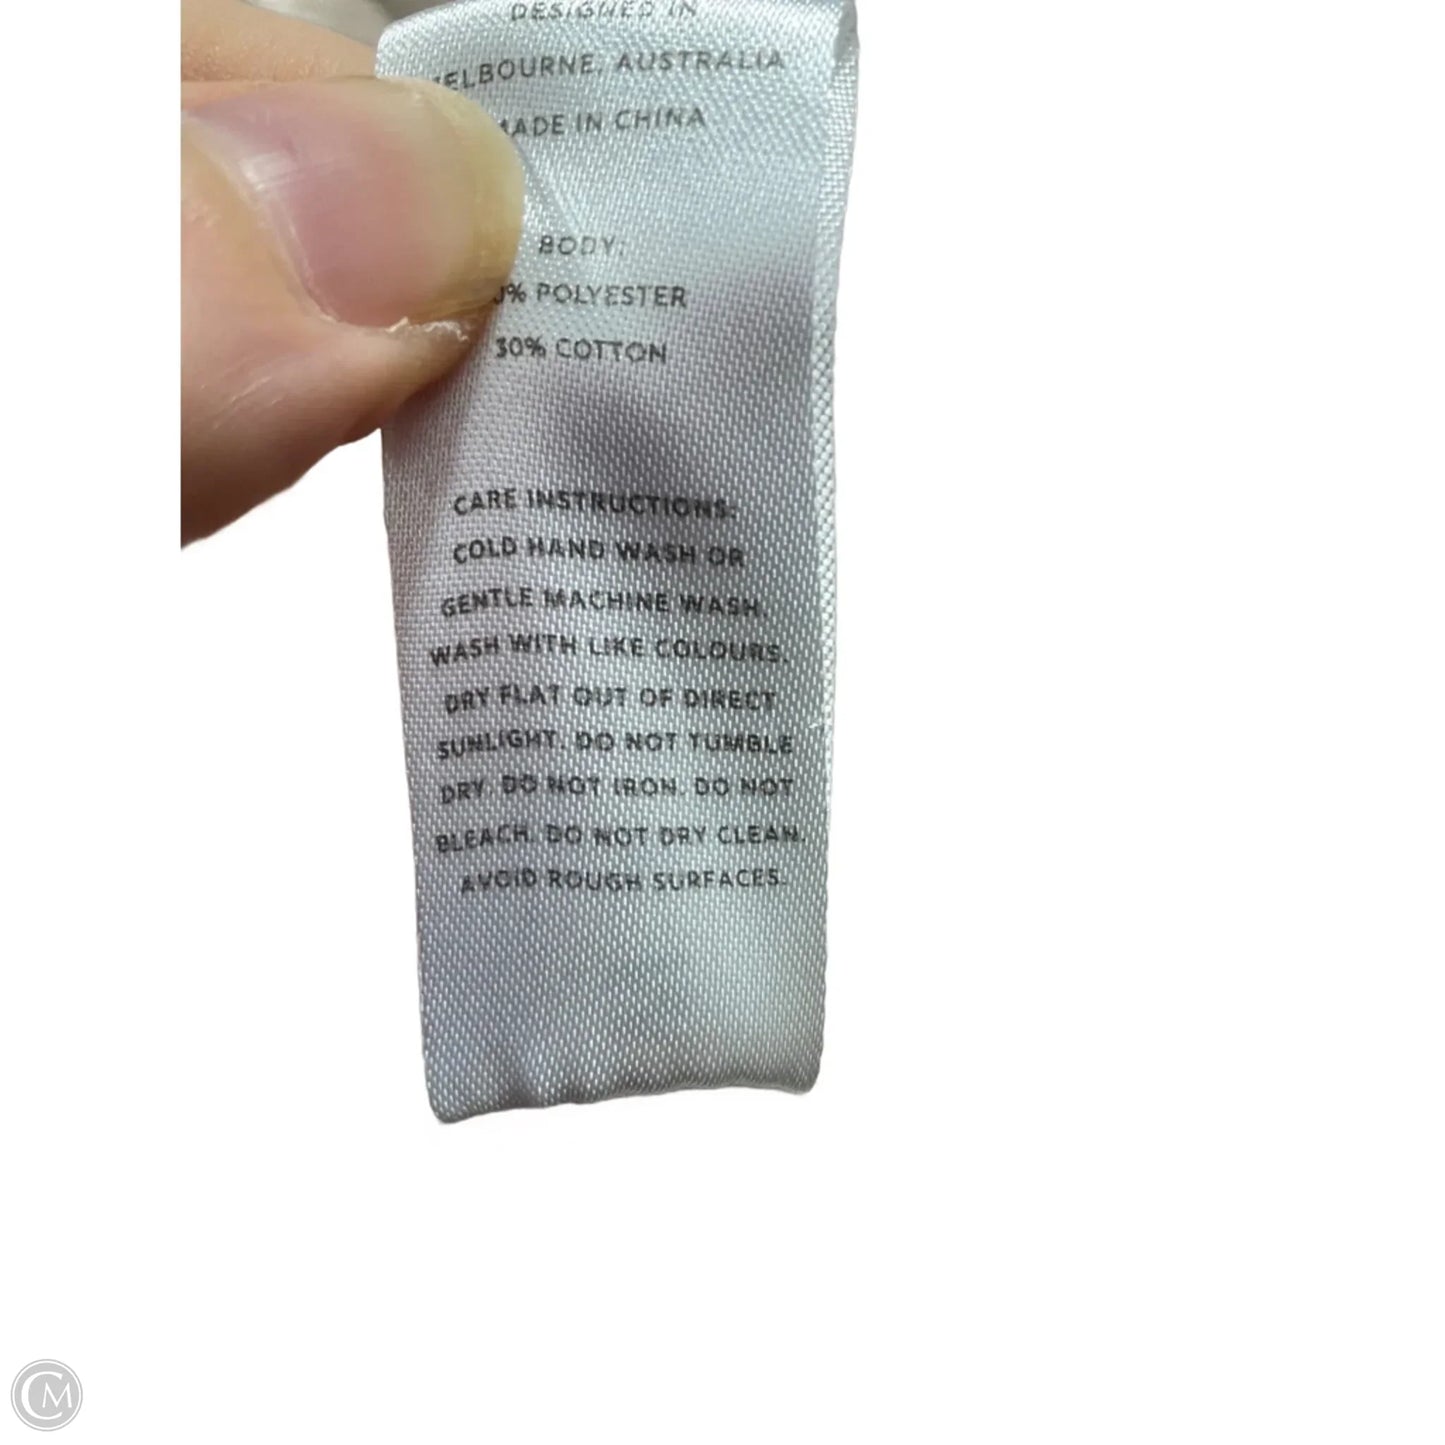 DESIGNED IN
ELBOURNE, AUSTRALIA
MADE IN CHINA
BODY:
0% POLYESTER
30% COTTON
CARE INSTRUCTIONS:
COLD HAND WASH OR
GENTLE MACHINE WASH.
WASH WITH LIKE COLOURS.
DRY FLAT OUT OF DIRECT
SUNLIGHT. DO NOT TUMBLE
DRY. DO NOT IRON. DO NOT
BLEACH. DO NOT DRY CLEAN.
AVOID ROUGH SURFACES.
CM